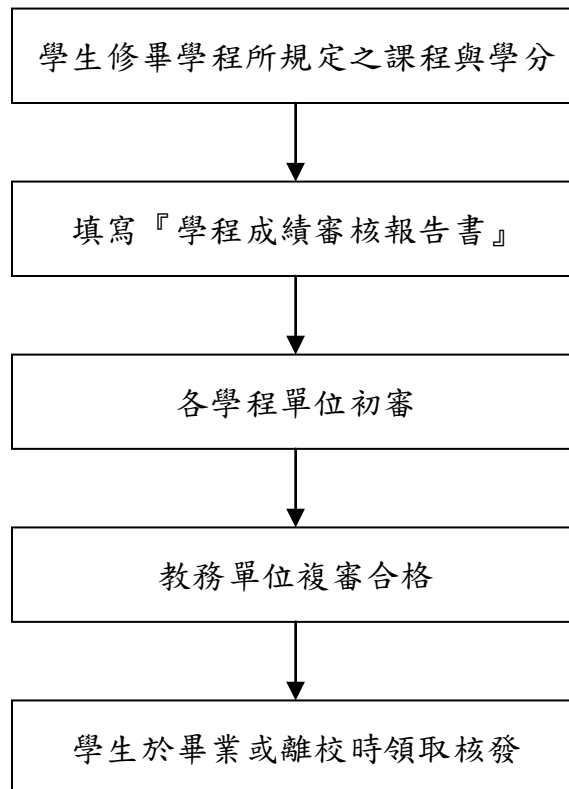 學生修畢學程所規定之課程與學分
填寫『學程成績審核報告書』
各學程單位初審
教務單位複審合格
學生於畢業或離校時領取核發